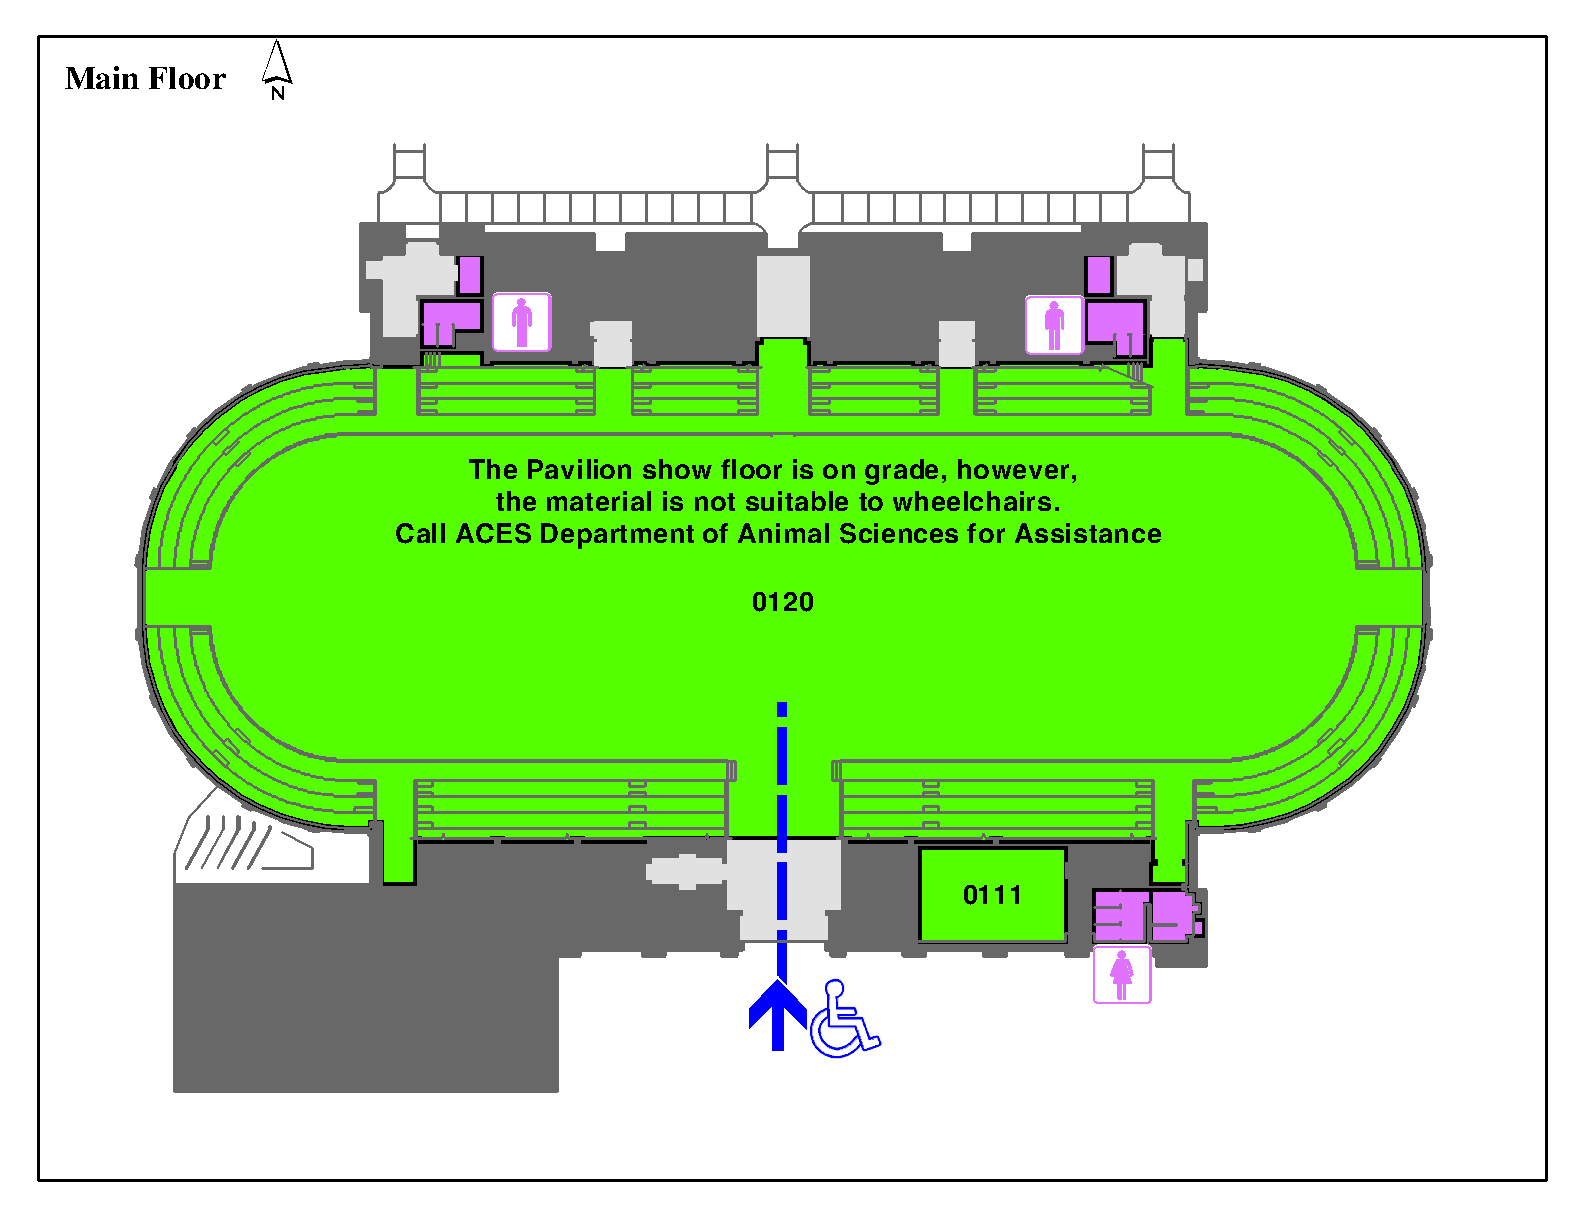 Main Floor
N
The Pavilion show floor is on grade, however,
the material is not suitable to wheelchairs.
Call ACES Department of Animal Sciences for Assistance
0120
0111